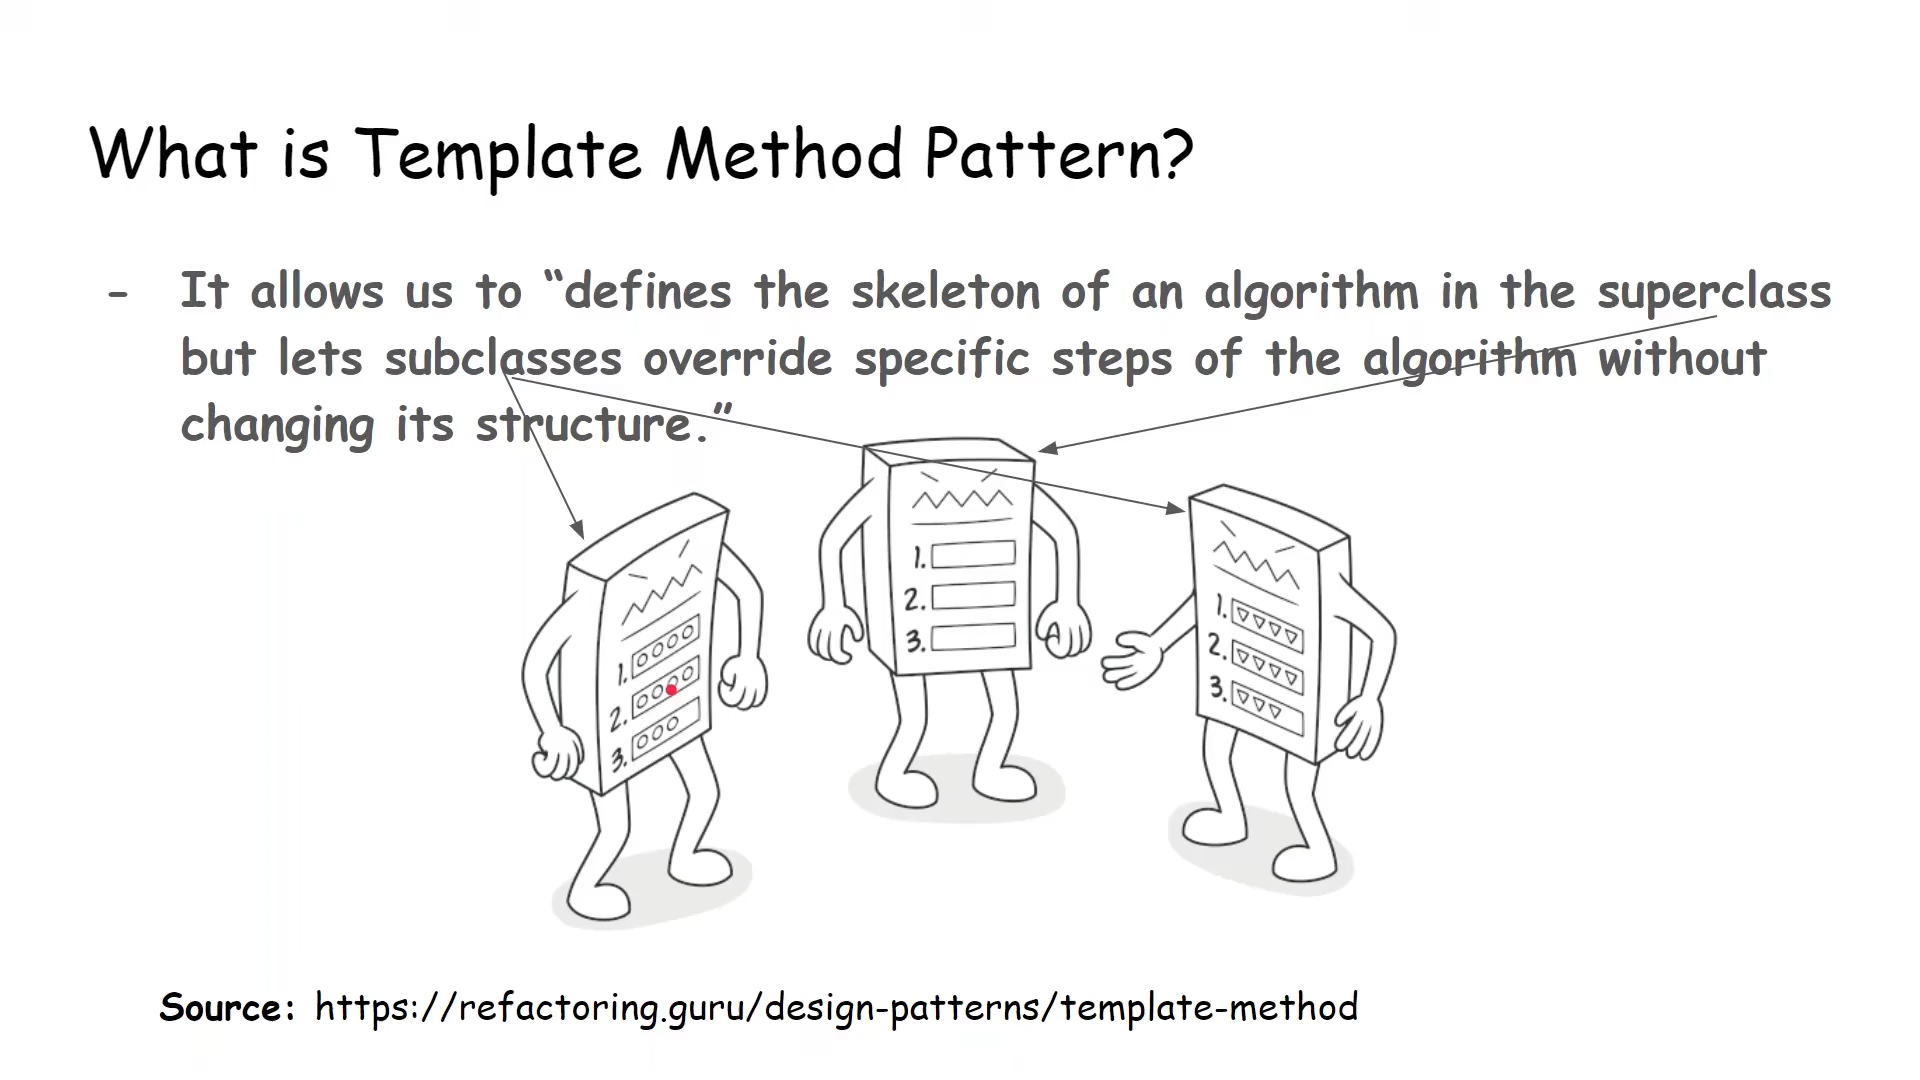 What is Template Method Pattern?
- It allows us to “defines the skeleton of an algorithm in the superclass
but lets subclasses override specific steps of the algorithm without
changing its structure.”
1.
2.
3.
1.
2.
3.
1.
2.
3.
Source: https://refactoring.guru/design-patterns/template-method